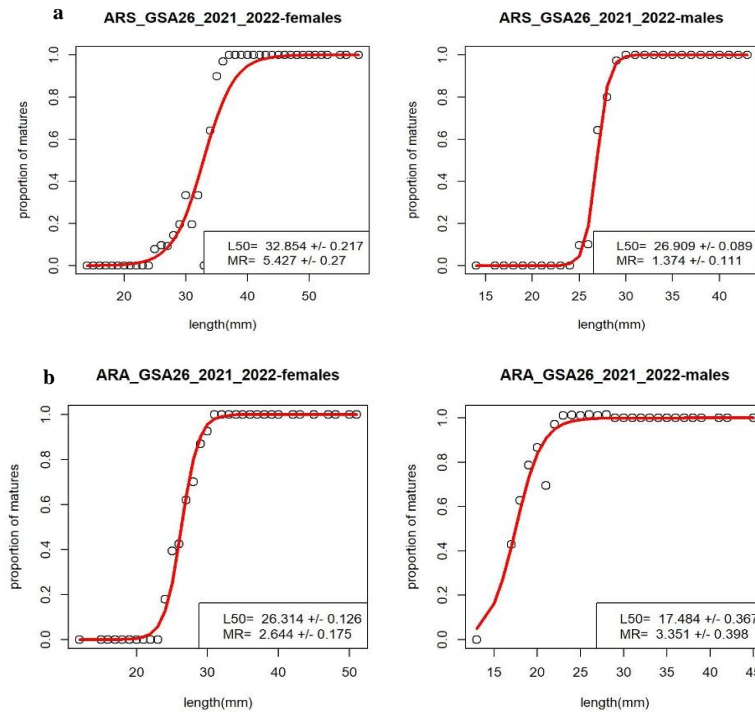 a
ARS_GSA26_2021_2022-females
proportion of matures
1.0
0.8
0.6
0.4
0.2
0.0
L50= 32.854 +/- 0.217
MR= 5.427 +/- 0.27
20 30 40 50
length(mm)
ARS_GSA26_2021_2022-males
proportion of matures
1.0
0.8
0.6
0.4
0.2
0.0
L50= 26.909 +/- 0.089
MR= 1.374 +/- 0.111
15 20 25 30 35 40
length(mm)
b
ARA_GSA26_2021_2022-females
proportion of matures
1.0
0.8
0.6
0.4
0.2
0.0
L50= 26.314 +/- 0.126
MR= 2.644 +/- 0.175
20 30 40 50
length(mm)
ARA_GSA26_2021_2022-males
proportion of matures
1.0
0.8
0.6
0.4
0.2
0.0
L50= 17.484 +/- 0.367
MR= 3.351 +/- 0.398
15 20 25 30 35 40 45
length(mm)